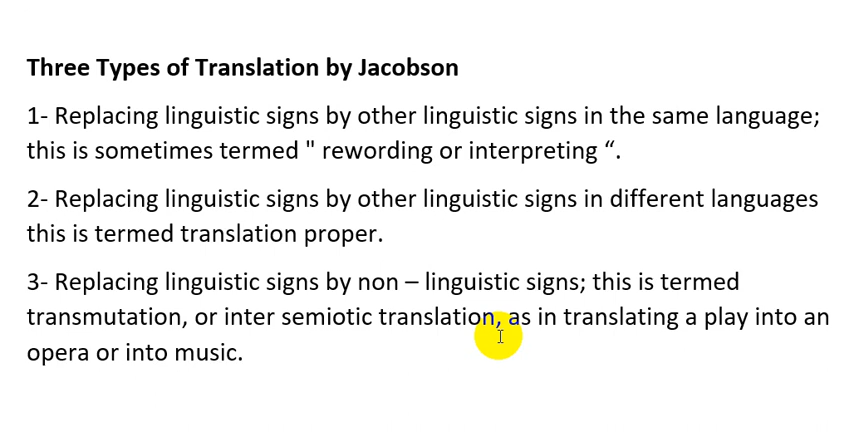 Three Types of Translation by Jacobson
1- Replacing linguistic signs by other linguistic signs in the same language;
this is sometimes termed " rewording or interpreting “.
2- Replacing linguistic signs by other linguistic signs in different languages
this is termed translation proper.
3- Replacing linguistic signs by non – linguistic signs; this is termed
transmutation, or inter semiotic translation, as in translating a play into an
opera or into music.